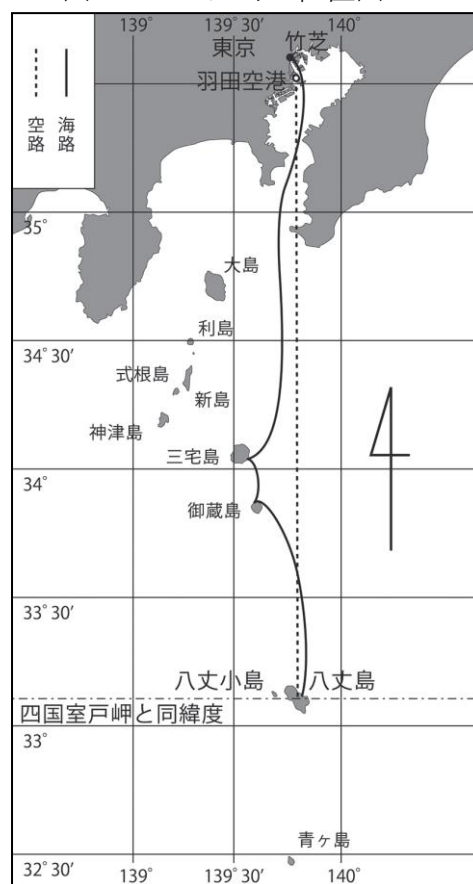 139° 139° 30′ 140°
東京
竹芝
羽田空港
空路
海路
35°
大島
34° 30′
利島
式根島
新島
神津島
三宅島
34°
御蔵島
33° 30′
八丈小島
八丈島
四国室戸岬と同緯度
33°
青ヶ島
32° 30′
139° 139° 30′ 140°